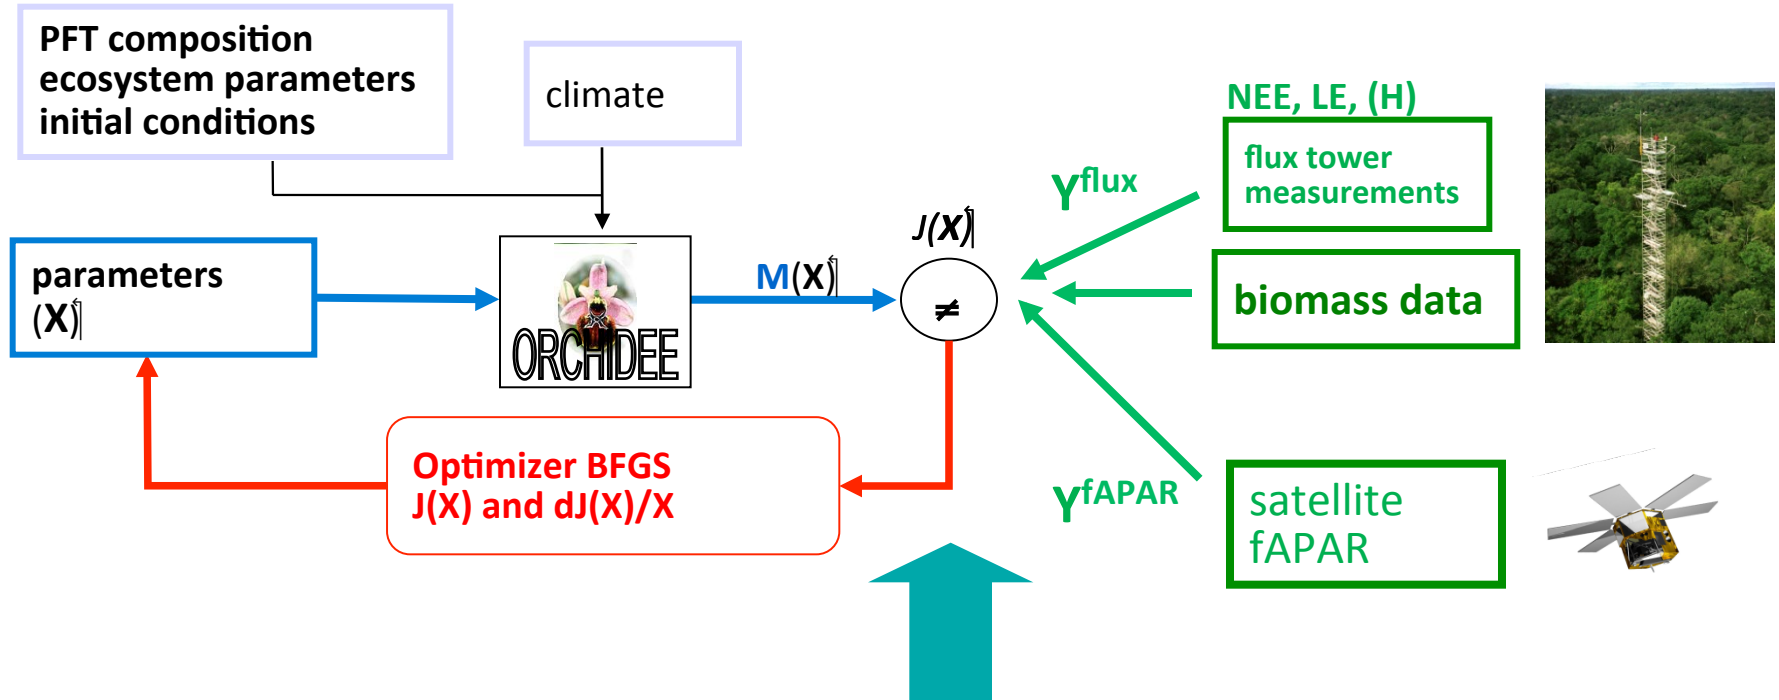 PFT composition
ecosystem parameters
initial conditions
climate
NEE, LE, (H)
flux tower
measurements
Yflux
J(X)
parameters
(X)
M(X)
≠
biomass data
ORCHIDEE
Optimizer BFGS
J(X) and dJ(X)/X
YfAPAR
satellite
fAPAR